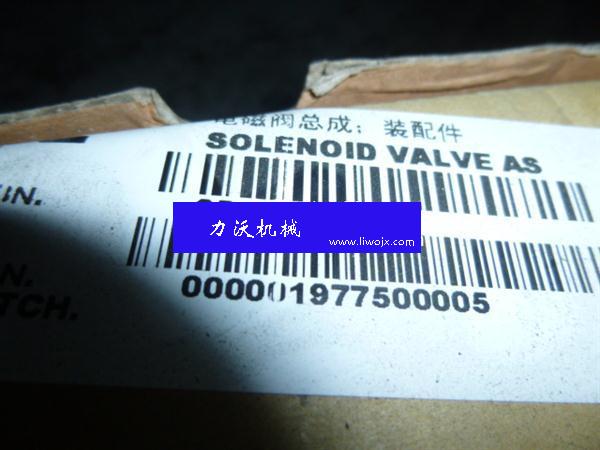 电磁阀总成; 装配件
SOLENOID VALVE AS
IN.
力沃机械
www.liwojx.com
N.
TCH.
000001977500005